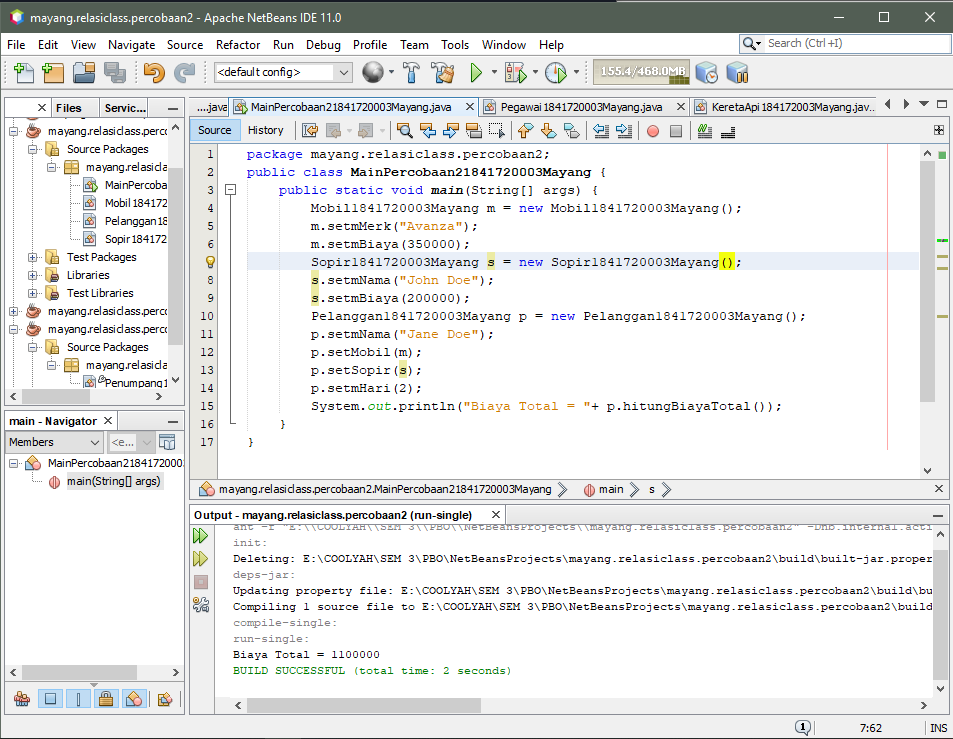 mayang.relasiclass.percobaan2 - Apache NetBeans IDE 11.0
File Edit View Navigate Source Refactor Run Debug Profile Team Tools Window Help
Search (Ctrl+I)
<default config>
155.4/468.0MB
Files Servic...
....java MainPercobaan21841720003Mayang.java Pegawai1841720003Mayang.java KeretaApi1841720003Mayang.jav...
Source History
mayang.relasiclass.perco
Source Packages
mayang.relasicl
MainPercoba
Mobil184172
Pelanggan18
Sopir184172
Test Packages
Libraries
Test Libraries
mayang.relasiclass.perco
mayang.relasiclass.perco
Source Packages
mayang.relasicla
Penumpang1
1 package mayang.relasiclass.percobaan2;
2 public class MainPercobaan21841720003Mayang {
3 public static void main(String[] args) {
4 Mobil1841720003Mayang m = new Mobil1841720003Mayang();
5 m.setmMerk("Avanza");
6 m.setmBiaya(350000);
Sopir1841720003Mayang s = new Sopir1841720003Mayang();
8 s.setmNama("John Doe");
9 s.setmBiaya(200000);
10 Pelanggan1841720003Mayang p = new Pelanggan1841720003Mayang();
11 p.setmNama("Jane Doe");
12 p.setMobil(m);
13 p.setSopir(s);
14 p.setmHari(2);
15 System.out.println("Biaya Total = "+ p.hitungBiayaTotal());
16 }
17 }
mayang.relasiclass.percobaan2.MainPercobaan21841720003Mayang main s
main - Navigator
Members <e...
MainPercobaan2184172000
main(String[] args)
Output - mayang.relasiclass.percobaan2 (run-single)
ant -f "E:\\COOLYAH\\SEM 3\\PBO\\NetBeansProjects\\mayang.relasiclass.percobaan2" -Dnb.internal.acti
init:
Deleting: E:\COOLYAH\SEM 3\PBO\NetBeansProjects\mayang.relasiclass.percobaan2\build\built-jar.proper
deps-jar:
Updating property file: E:\COOLYAH\SEM 3\PBO\NetBeansProjects\mayang.relasiclass.percobaan2\build\bu
Compiling 1 source file to E:\COOLYAH\SEM 3\PBO\NetBeansProjects\mayang.relasiclass.percobaan2\build
compile-single:
run-single:
Biaya Total = 1100000
BUILD SUCCESSFUL (total time: 2 seconds)
1 7:62 INS